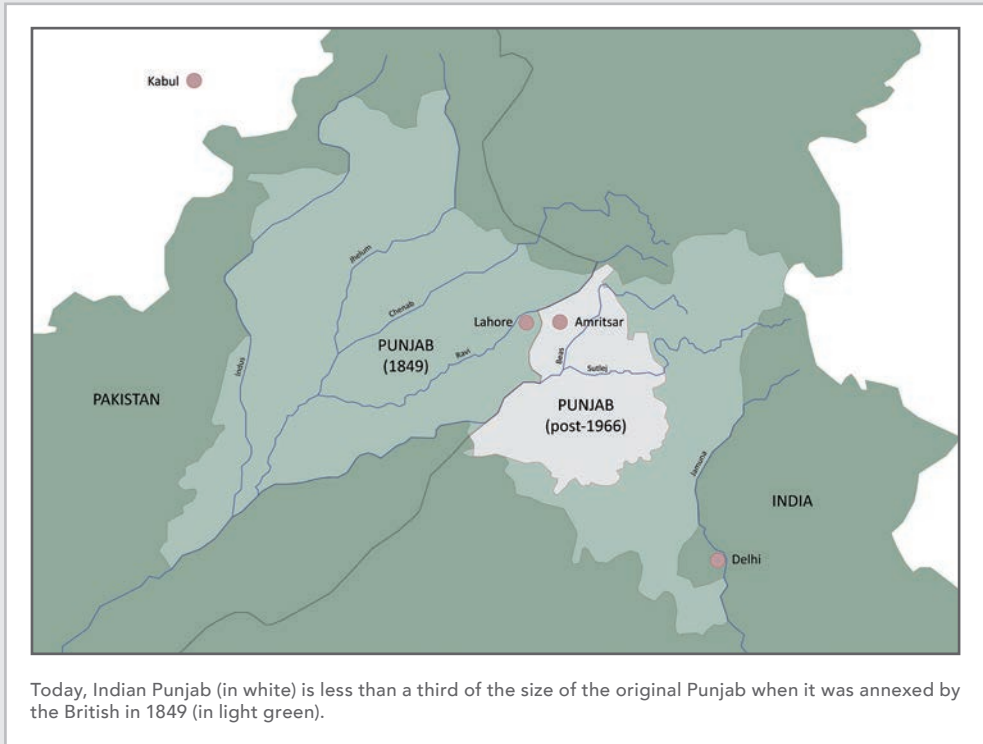 Kabul
Jhelum
Chenab
Lahore
Amritsar
PUNJAB
(1849)
Ravi
Beas
Indus
Sutlej
PAKISTAN
PUNJAB
(post-1966)
Jamuna
INDIA
Delhi
Today, Indian Punjab (in white) is less than a third of the size of the original Punjab when it was annexed by
the British in 1849 (in light green).